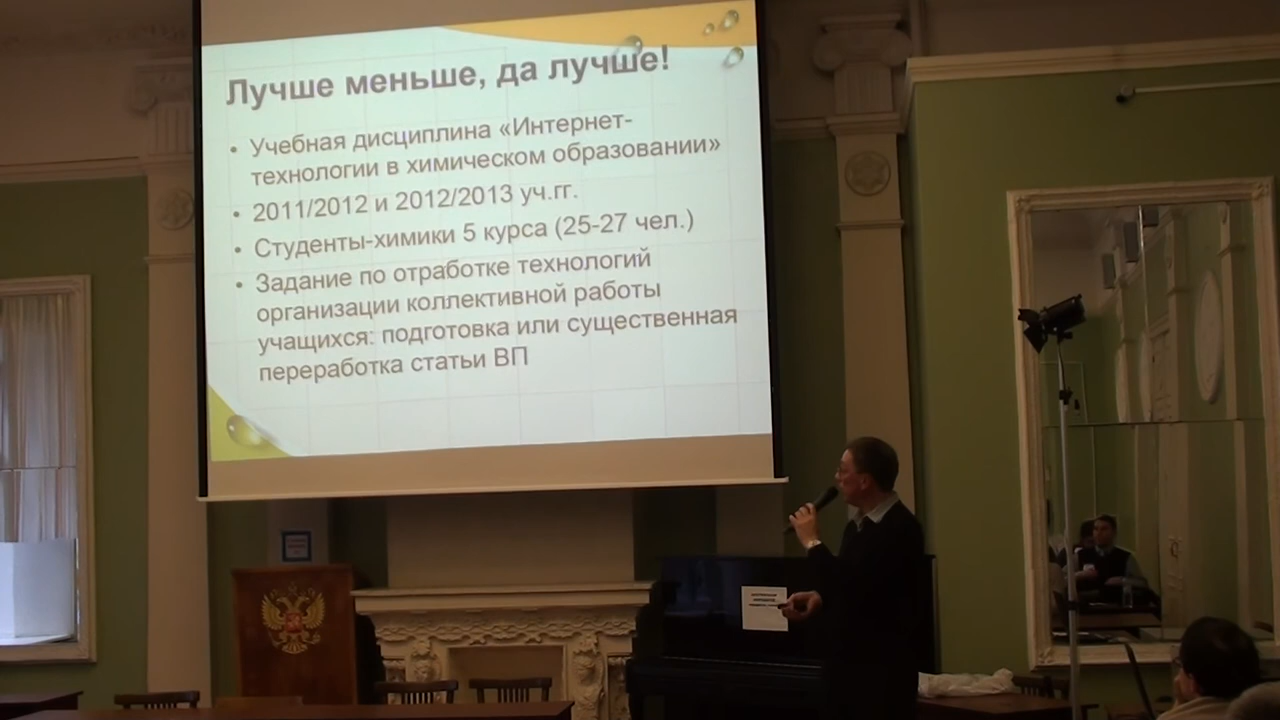 Лучше меньше, да лучше!
• Учебная дисциплина «Интернет-
технологии в химическом образовании»
• 2011/2012 и 2012/2013 уч.гг.
• Студенты-химики 5 курса (25-27 чел.)
• Задание по отработке технологий
организации коллективной работы
учащихся: подготовка или существенная
переработка статьи ВП